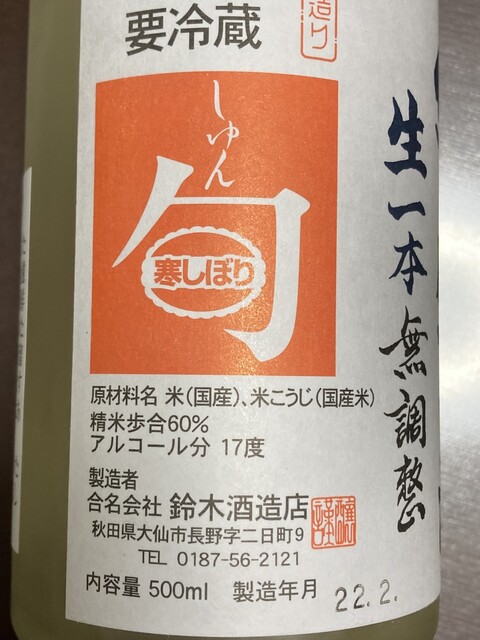 要冷蔵
造り
しゅん
旬
寒しぼり
生一本無調整
原材料名 米(国産)、米こうじ(国産米)
精米歩合60%
アルコール分 17度
製造者
合名会社 鈴木酒造店
秋田県大仙市長野字二日町9
TEL 0187-56-2121
内容量 500ml 製造年月 22.2.
謹醸